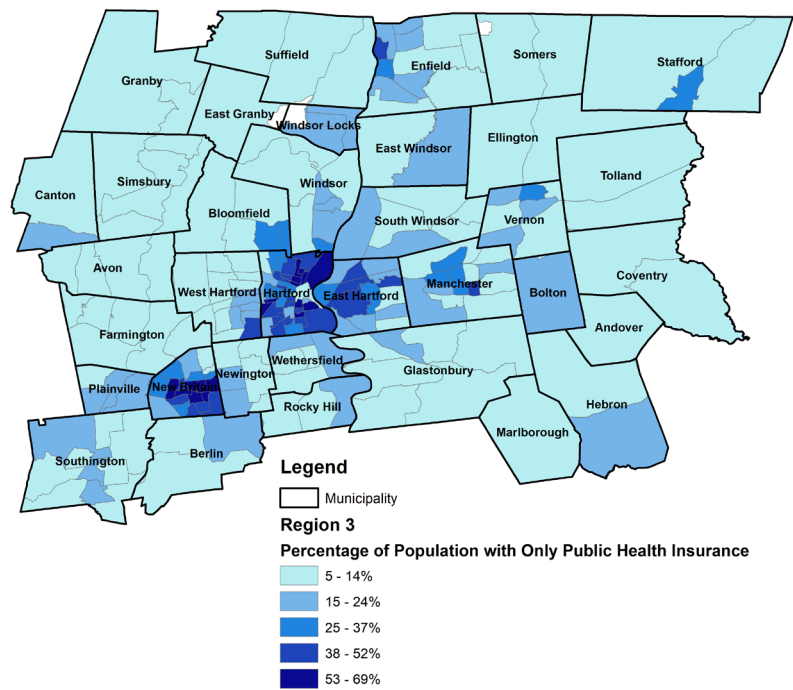 Suffield
Enfield
Somers
Stafford
Granby
East Granby
Windsor Locks
East Windsor
Ellington
Tolland
Canton
Simsbury
Windsor
Bloomfield
South Windsor
Vernon
Avon
West Hartford
Hartford
East Hartford
Manchester
Bolton
Coventry
Andover
Farmington
Wethersfield
Glastonbury
Plainville
New Britain
Newington
Rocky Hill
Hebron
Marlborough
Southington
Berlin
Legend
Municipality
Region 3
Percentage of Population with Only Public Health Insurance
5 - 14%
15 - 24%
25 - 37%
38 - 52%
53 - 69%